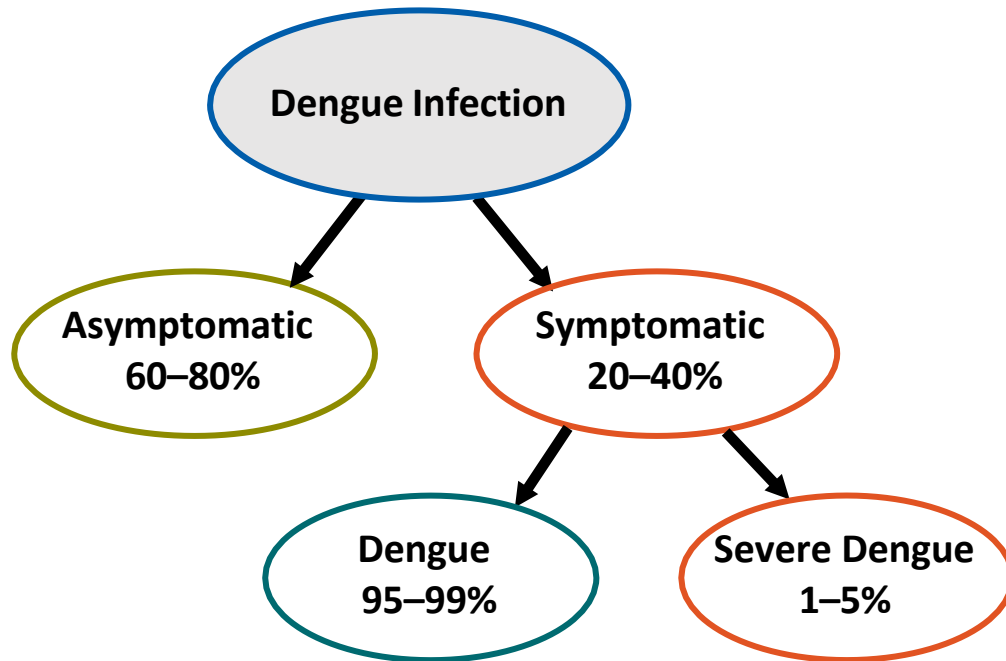 Dengue Infection
Asymptomatic
60–80%
Symptomatic
20–40%
Dengue
95–99%
Severe Dengue
1–5%